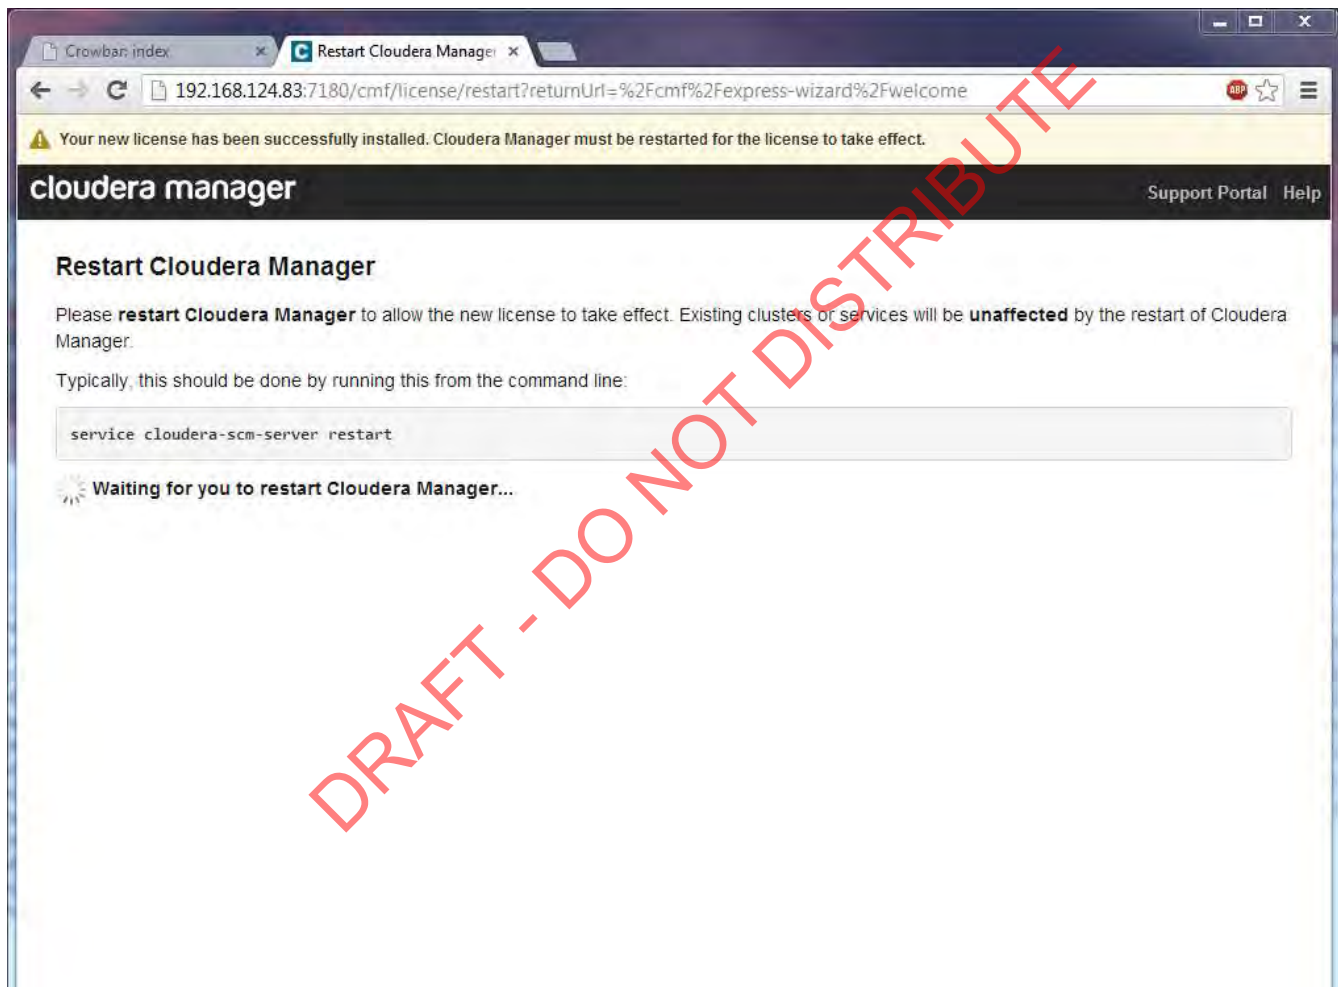 Crowbar: index
Restart Cloudera Manager
192.168.124.83:7180/cmf/license/restart?returnUrl=%2Fcmf%2Fexpress-wizard%2Fwelcome
ABP
Your new license has been successfully installed. Cloudera Manager must be restarted for the license to take effect.
cloudera manager
Support Portal Help
Restart Cloudera Manager
Please restart Cloudera Manager to allow the new license to take effect. Existing clusters or services will be unaffected by the restart of Cloudera
Manager.
Typically, this should be done by running this from the command line:
service cloudera-scm-server restart
Waiting for you to restart Cloudera Manager...
DRAFT - DO NOT DISTRIBUTE